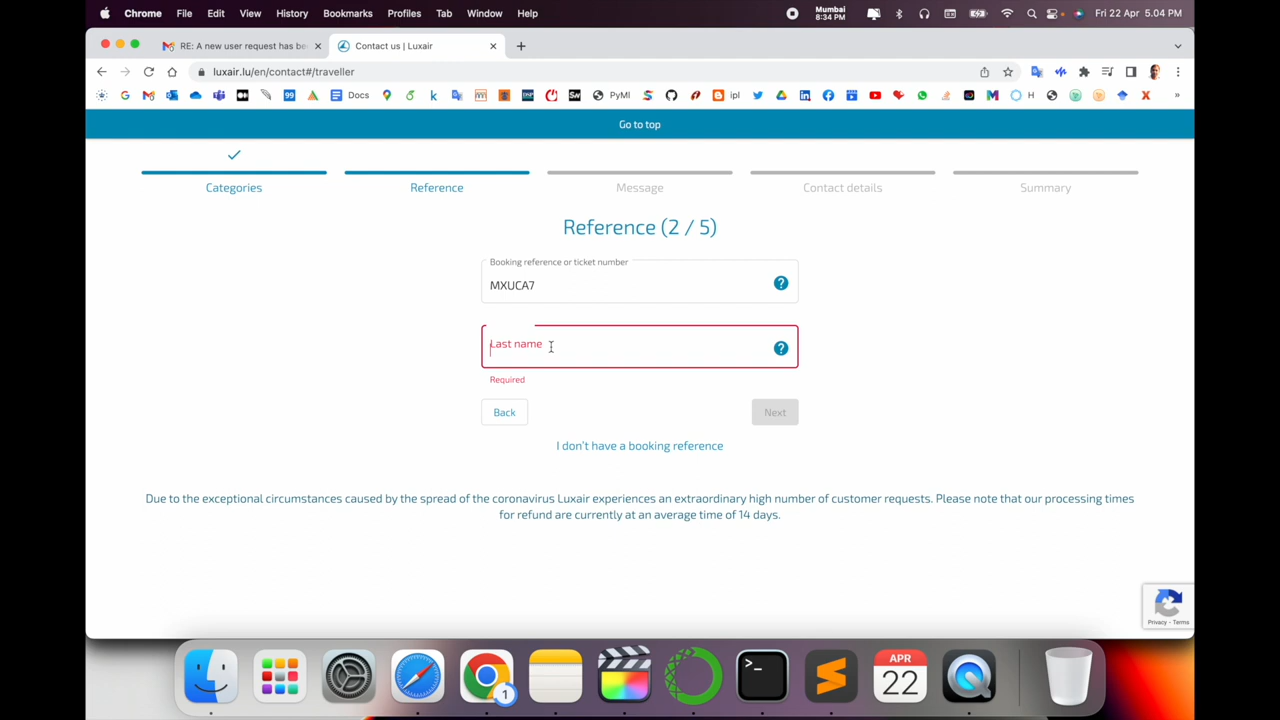 Chrome File Edit View History Bookmarks Profiles Tab Window Help
Mumbai
8:34 PM
Fri 22 Apr 5.04 PM
RE: A new user request has be
Contact us | Luxair
luxair.lu/en/contact#/traveller
Docs
PyMI
ipl
H
Go to top
Categories
Reference
Message
Contact details
Summary
Reference (2 / 5)
Booking reference or ticket number
MXUCA7
?
Last name
?
Required
Back
Next
I don't have a booking reference
Due to the exceptional circumstances caused by the spread of the coronavirus Luxair experiences an extraordinary high number of customer requests. Please note that our processing times
for refund are currently at an average time of 14 days.
Privacy - Terms
1
APR
22